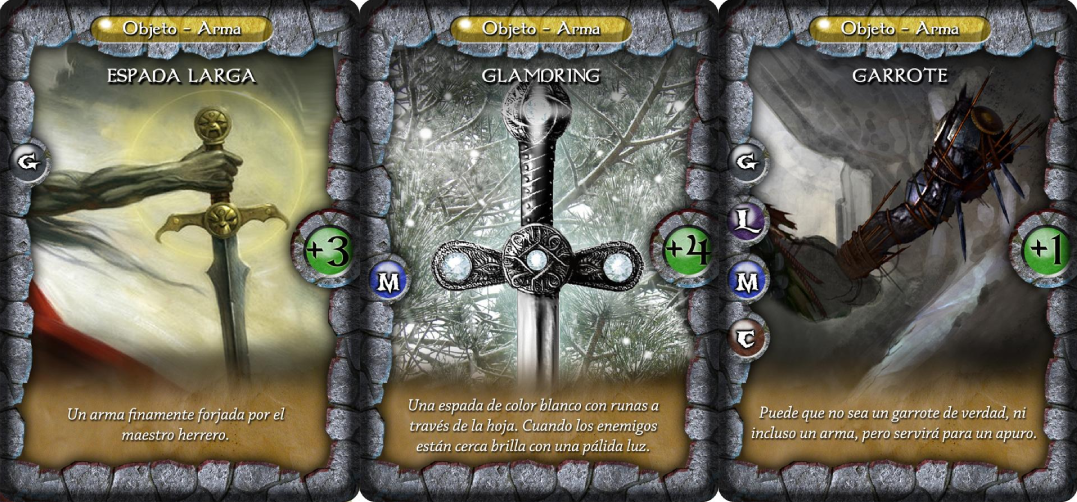 Objeto - Arma
ESPADA LARGA
G
+3
Un arma finamente forjada por el
maestro herrero.
Objeto - Arma
GLAMDRING
M
+4
Una espada de color blanco con runas a
través de la hoja. Cuando los enemigos
están cerca brilla con una pálida luz.
Objeto - Arma
GARROTE
G
L
M
C
+1
Puede que no sea un garrote de verdad, ni
incluso un arma, pero servirá para un apuro.